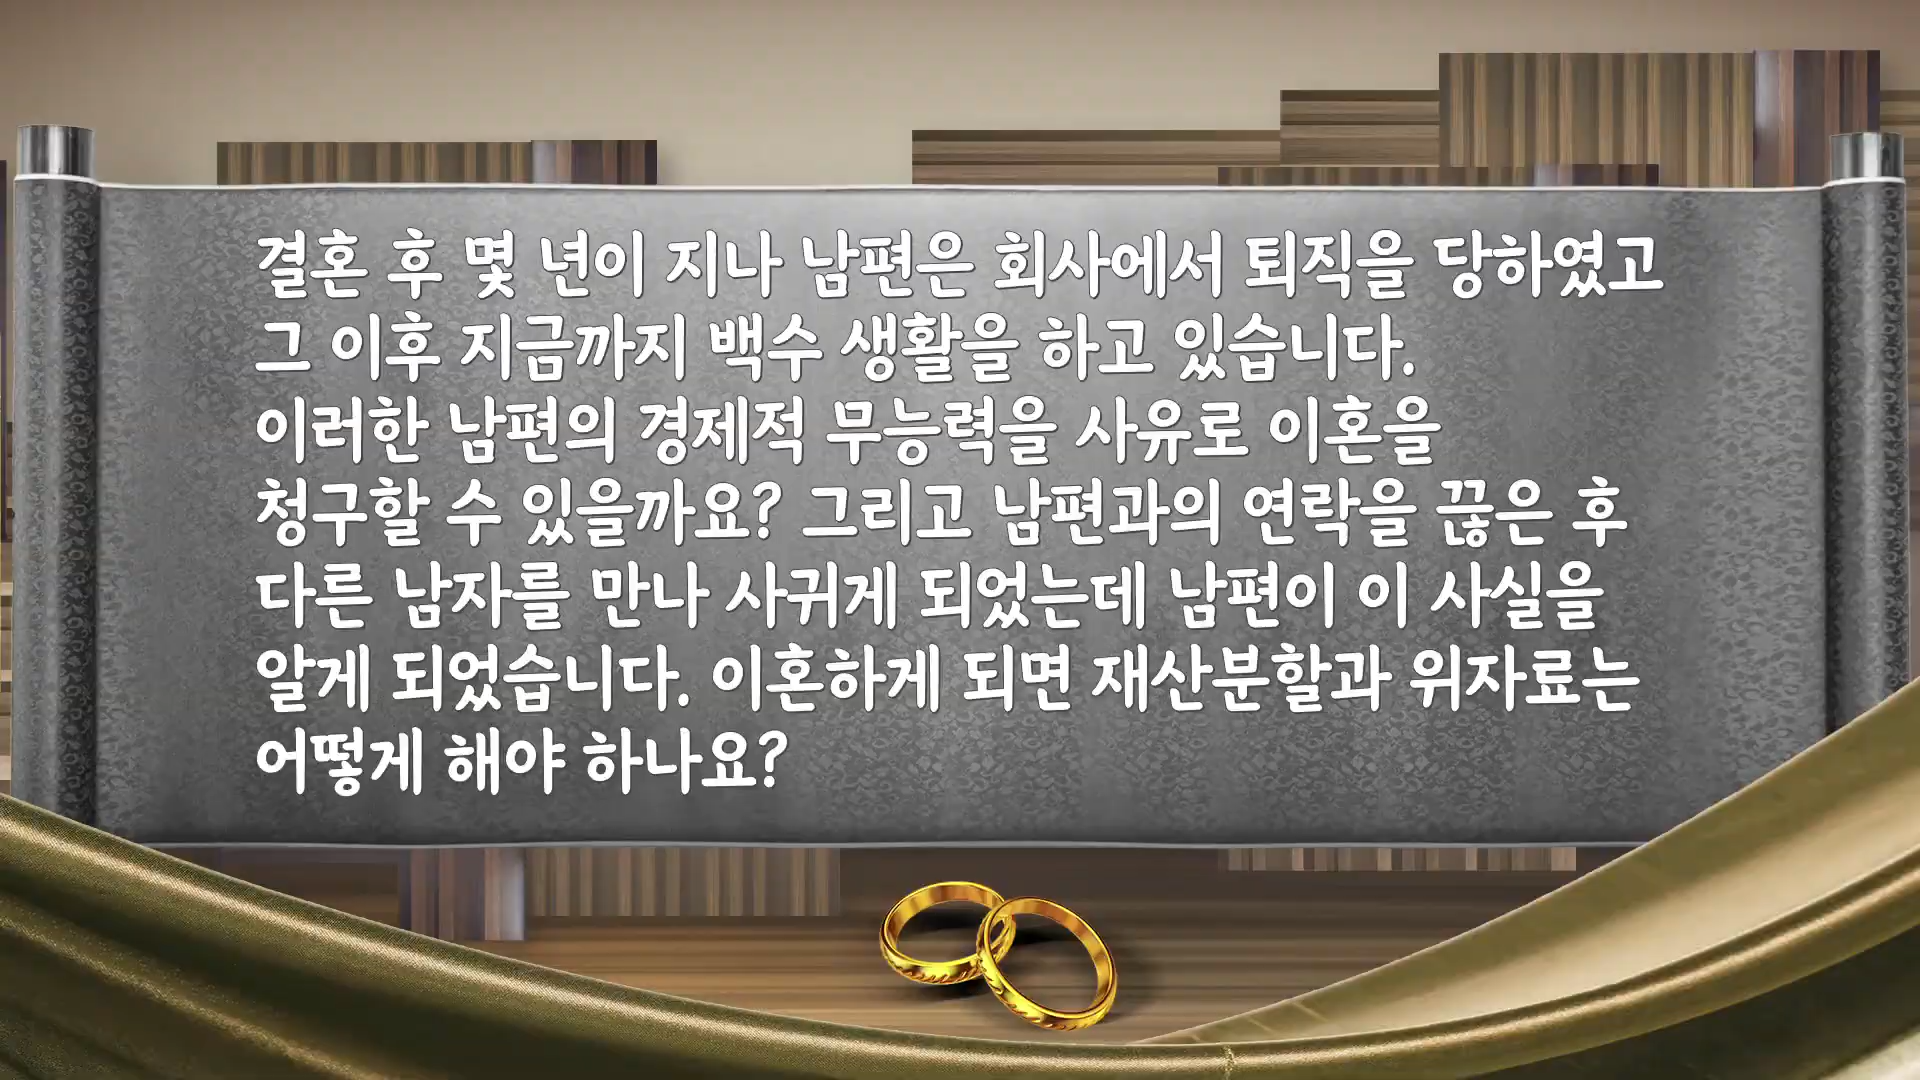 결혼 후 몇 년이 지나 남편은 회사에서 퇴직을 당하였고
그 이후 지금까지 백수 생활을 하고 있습니다.
이러한 남편의 경제적 무능력을 사유로 이혼을
청구할 수 있을까요? 그리고 남편과의 연락을 끊은 후
다른 남자를 만나 사귀게 되었는데 남편이 이 사실을
알게 되었습니다. 이혼하게 되면 재산분할과 위자료는
어떻게 해야 하나요?